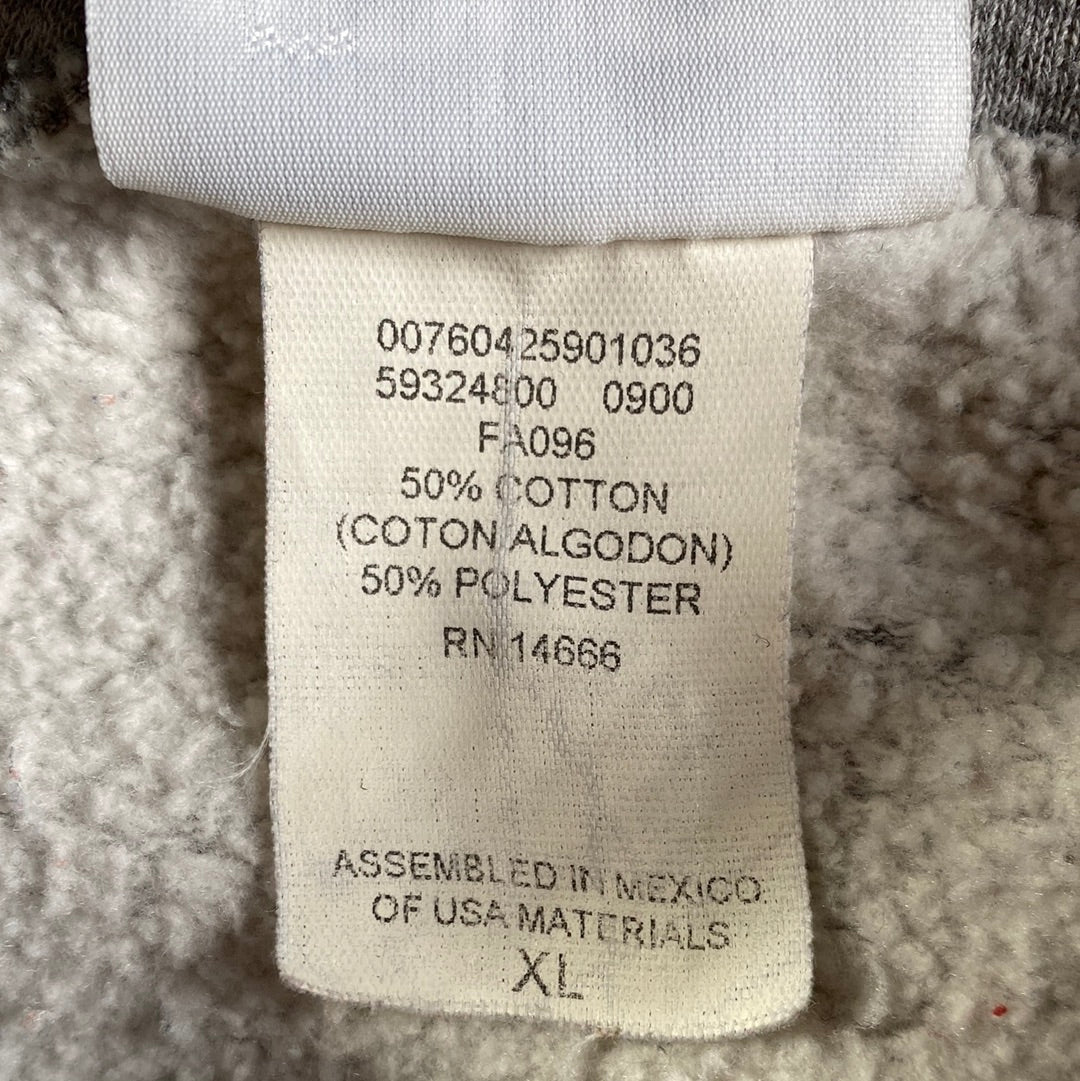 00760425901036
59324800 0900
FA096
50% COTTON
(COTON ALGODON)
50% POLYESTER
RN 14666
ASSEMBLED IN MEXICO
OF USA MATERIALS
XL